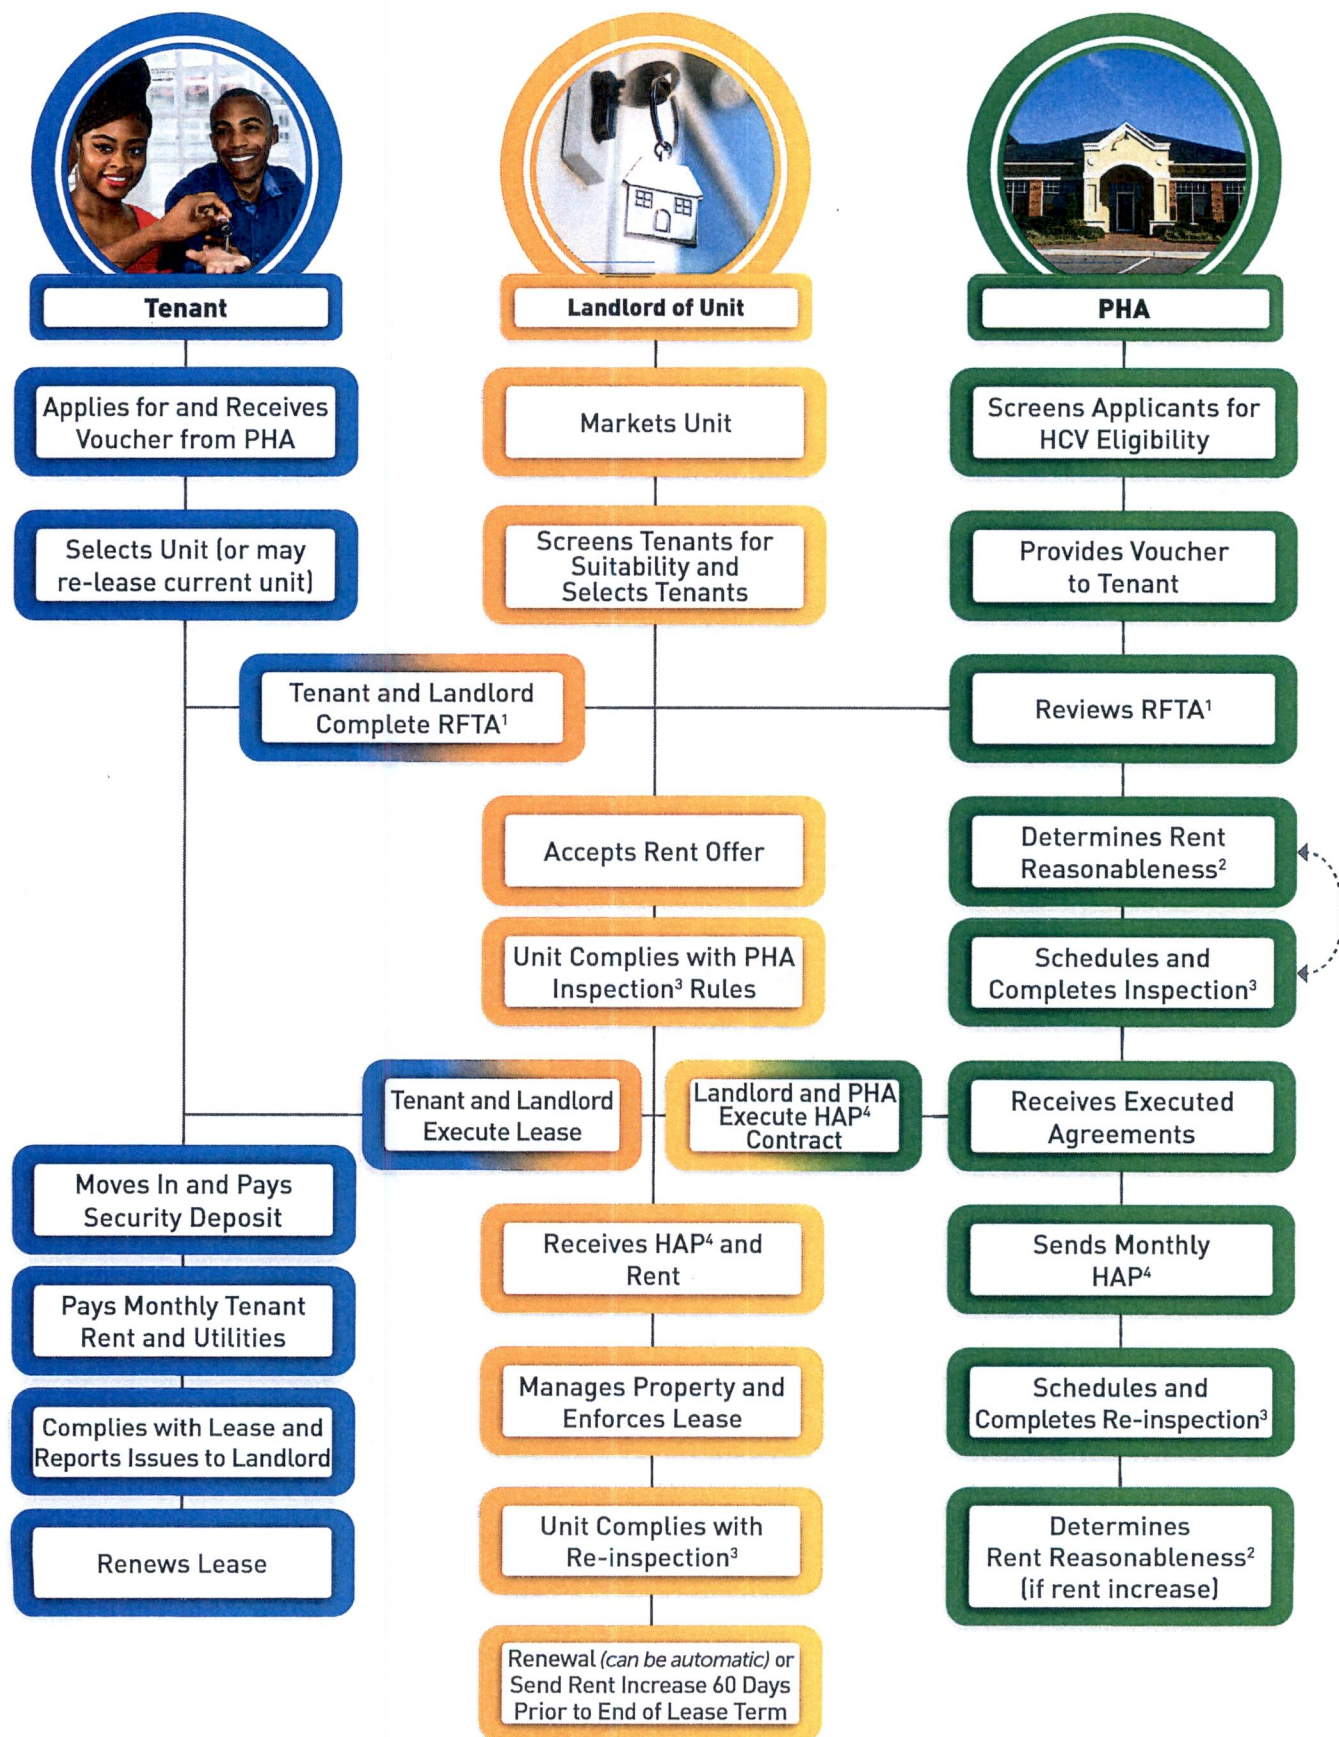 Tenant
Landlord of Unit
PHA
Applies for and Receives
Voucher from PHA
Markets Unit
Screens Applicants for
HCV Eligibility
Selects Unit (or may
re-lease current unit)
Screens Tenants for
Suitability and
Selects Tenants
Provides Voucher
to Tenant
Tenant and Landlord
Complete RFTA¹
Reviews RFTA¹
Accepts Rent Offer
Determines Rent
Reasonableness²
Unit Complies with PHA
Inspection³ Rules
Schedules and
Completes Inspection³
Tenant and Landlord
Execute Lease
Landlord and PHA
Execute HAP⁴
Contract
Receives Executed
Agreements
Moves In and Pays
Security Deposit
Receives HAP⁴ and
Rent
Sends Monthly
HAP⁴
Pays Monthly Tenant
Rent and Utilities
Manages Property and
Enforces Lease
Schedules and
Completes Re-inspection³
Complies with Lease and
Reports Issues to Landlord
Unit Complies with
Re-inspection³
Determines
Rent Reasonableness²
(if rent increase)
Renews Lease
Renewal (can be automatic) or
Send Rent Increase 60 Days
Prior to End of Lease Term